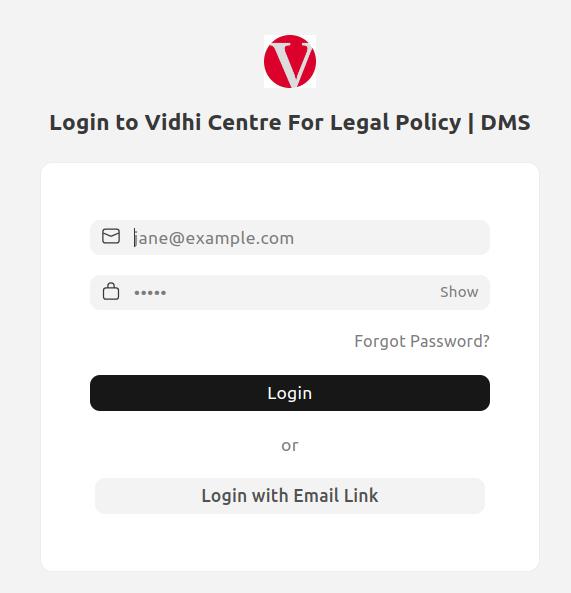 V
Login to Vidhi Centre For Legal Policy | DMS
jane@example.com
••••• Show
Forgot Password?
Login
or
Login with Email Link